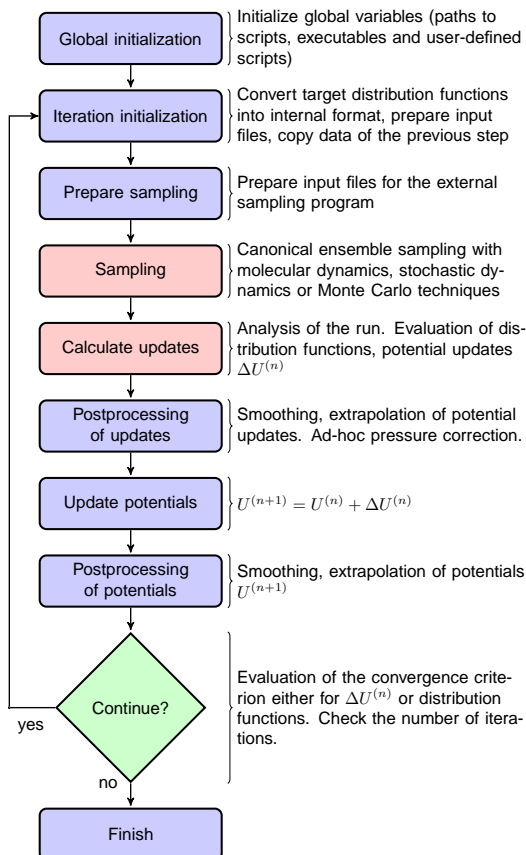 Global initialization
Initialize global variables (paths to
scripts, executables and user-defined
scripts)
Iteration initialization
Convert target distribution functions
into internal format, prepare input
files, copy data of the previous step
Prepare sampling
Prepare input files for the external
sampling program
Sampling
Canonical ensemble sampling with
molecular dynamics, stochastic dy-
namics or Monte Carlo techniques
Calculate updates
Analysis of the run. Evaluation of dis-
tribution functions, potential updates
ΔU⁽ⁿ⁾
Postprocessing
of updates
Smoothing, extrapolation of potential
updates. Ad-hoc pressure correction.
Update potentials
U⁽ⁿ⁺¹⁾ = U⁽ⁿ⁾ + ΔU⁽ⁿ⁾
Postprocessing
of potentials
Smoothing, extrapolation of potentials
U⁽ⁿ⁺¹⁾
Continue?
Evaluation of the convergence crite-
rion either for ΔU⁽ⁿ⁾ or distribution
functions. Check the number of itera-
tions.
yes
no
Finish